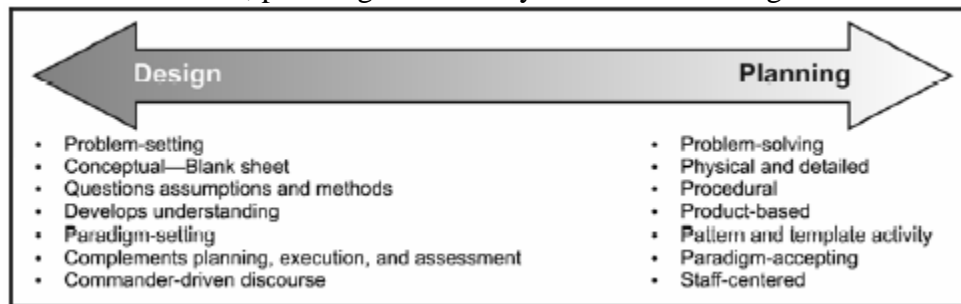 Design
Planning
• Problem-setting
• Conceptual—Blank sheet
• Questions assumptions and methods
• Develops understanding
• Paradigm-setting
• Complements planning, execution, and assessment
• Commander-driven discourse
• Problem-solving
• Physical and detailed
• Procedural
• Product-based
• Pattern and template activity
• Paradigm-accepting
• Staff-centered